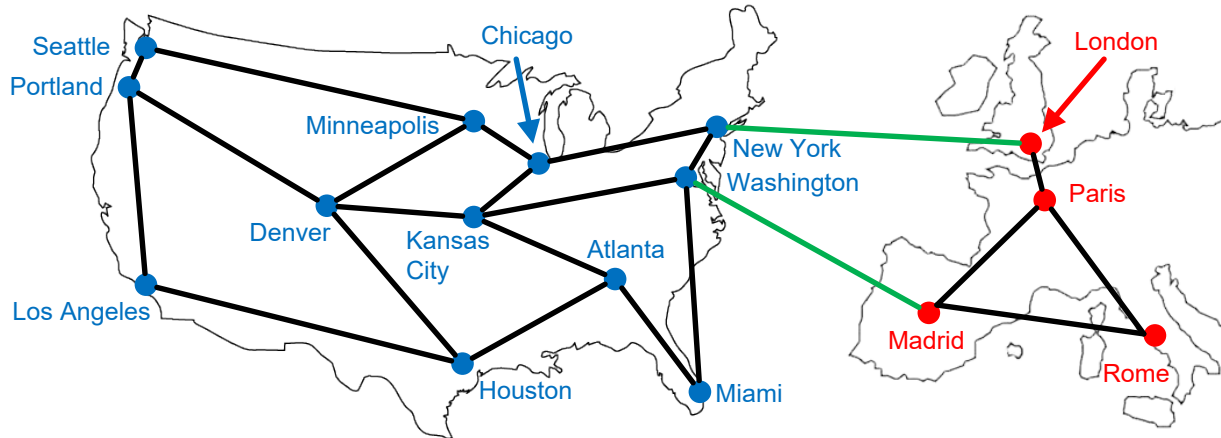 Chicago
London
Seattle
Portland
Minneapolis
New York
Washington
Paris
Denver
Kansas
City
Atlanta
Los Angeles
Madrid
Rome
Houston
Miami